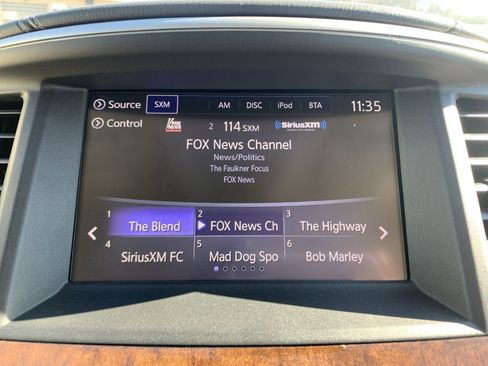 Source SXM AM DISC iPod BTA 11:35
Control FOX NEWS 2 114 SXM SiriusXM
SATELLITE RADIO
FOX News Channel
News/Politics
The Faulkner Focus
FOX News
1 The Blend 2 FOX News Ch 3 The Highway
4 SiriusXM FC 5 Mad Dog Spo 6 Bob Marley